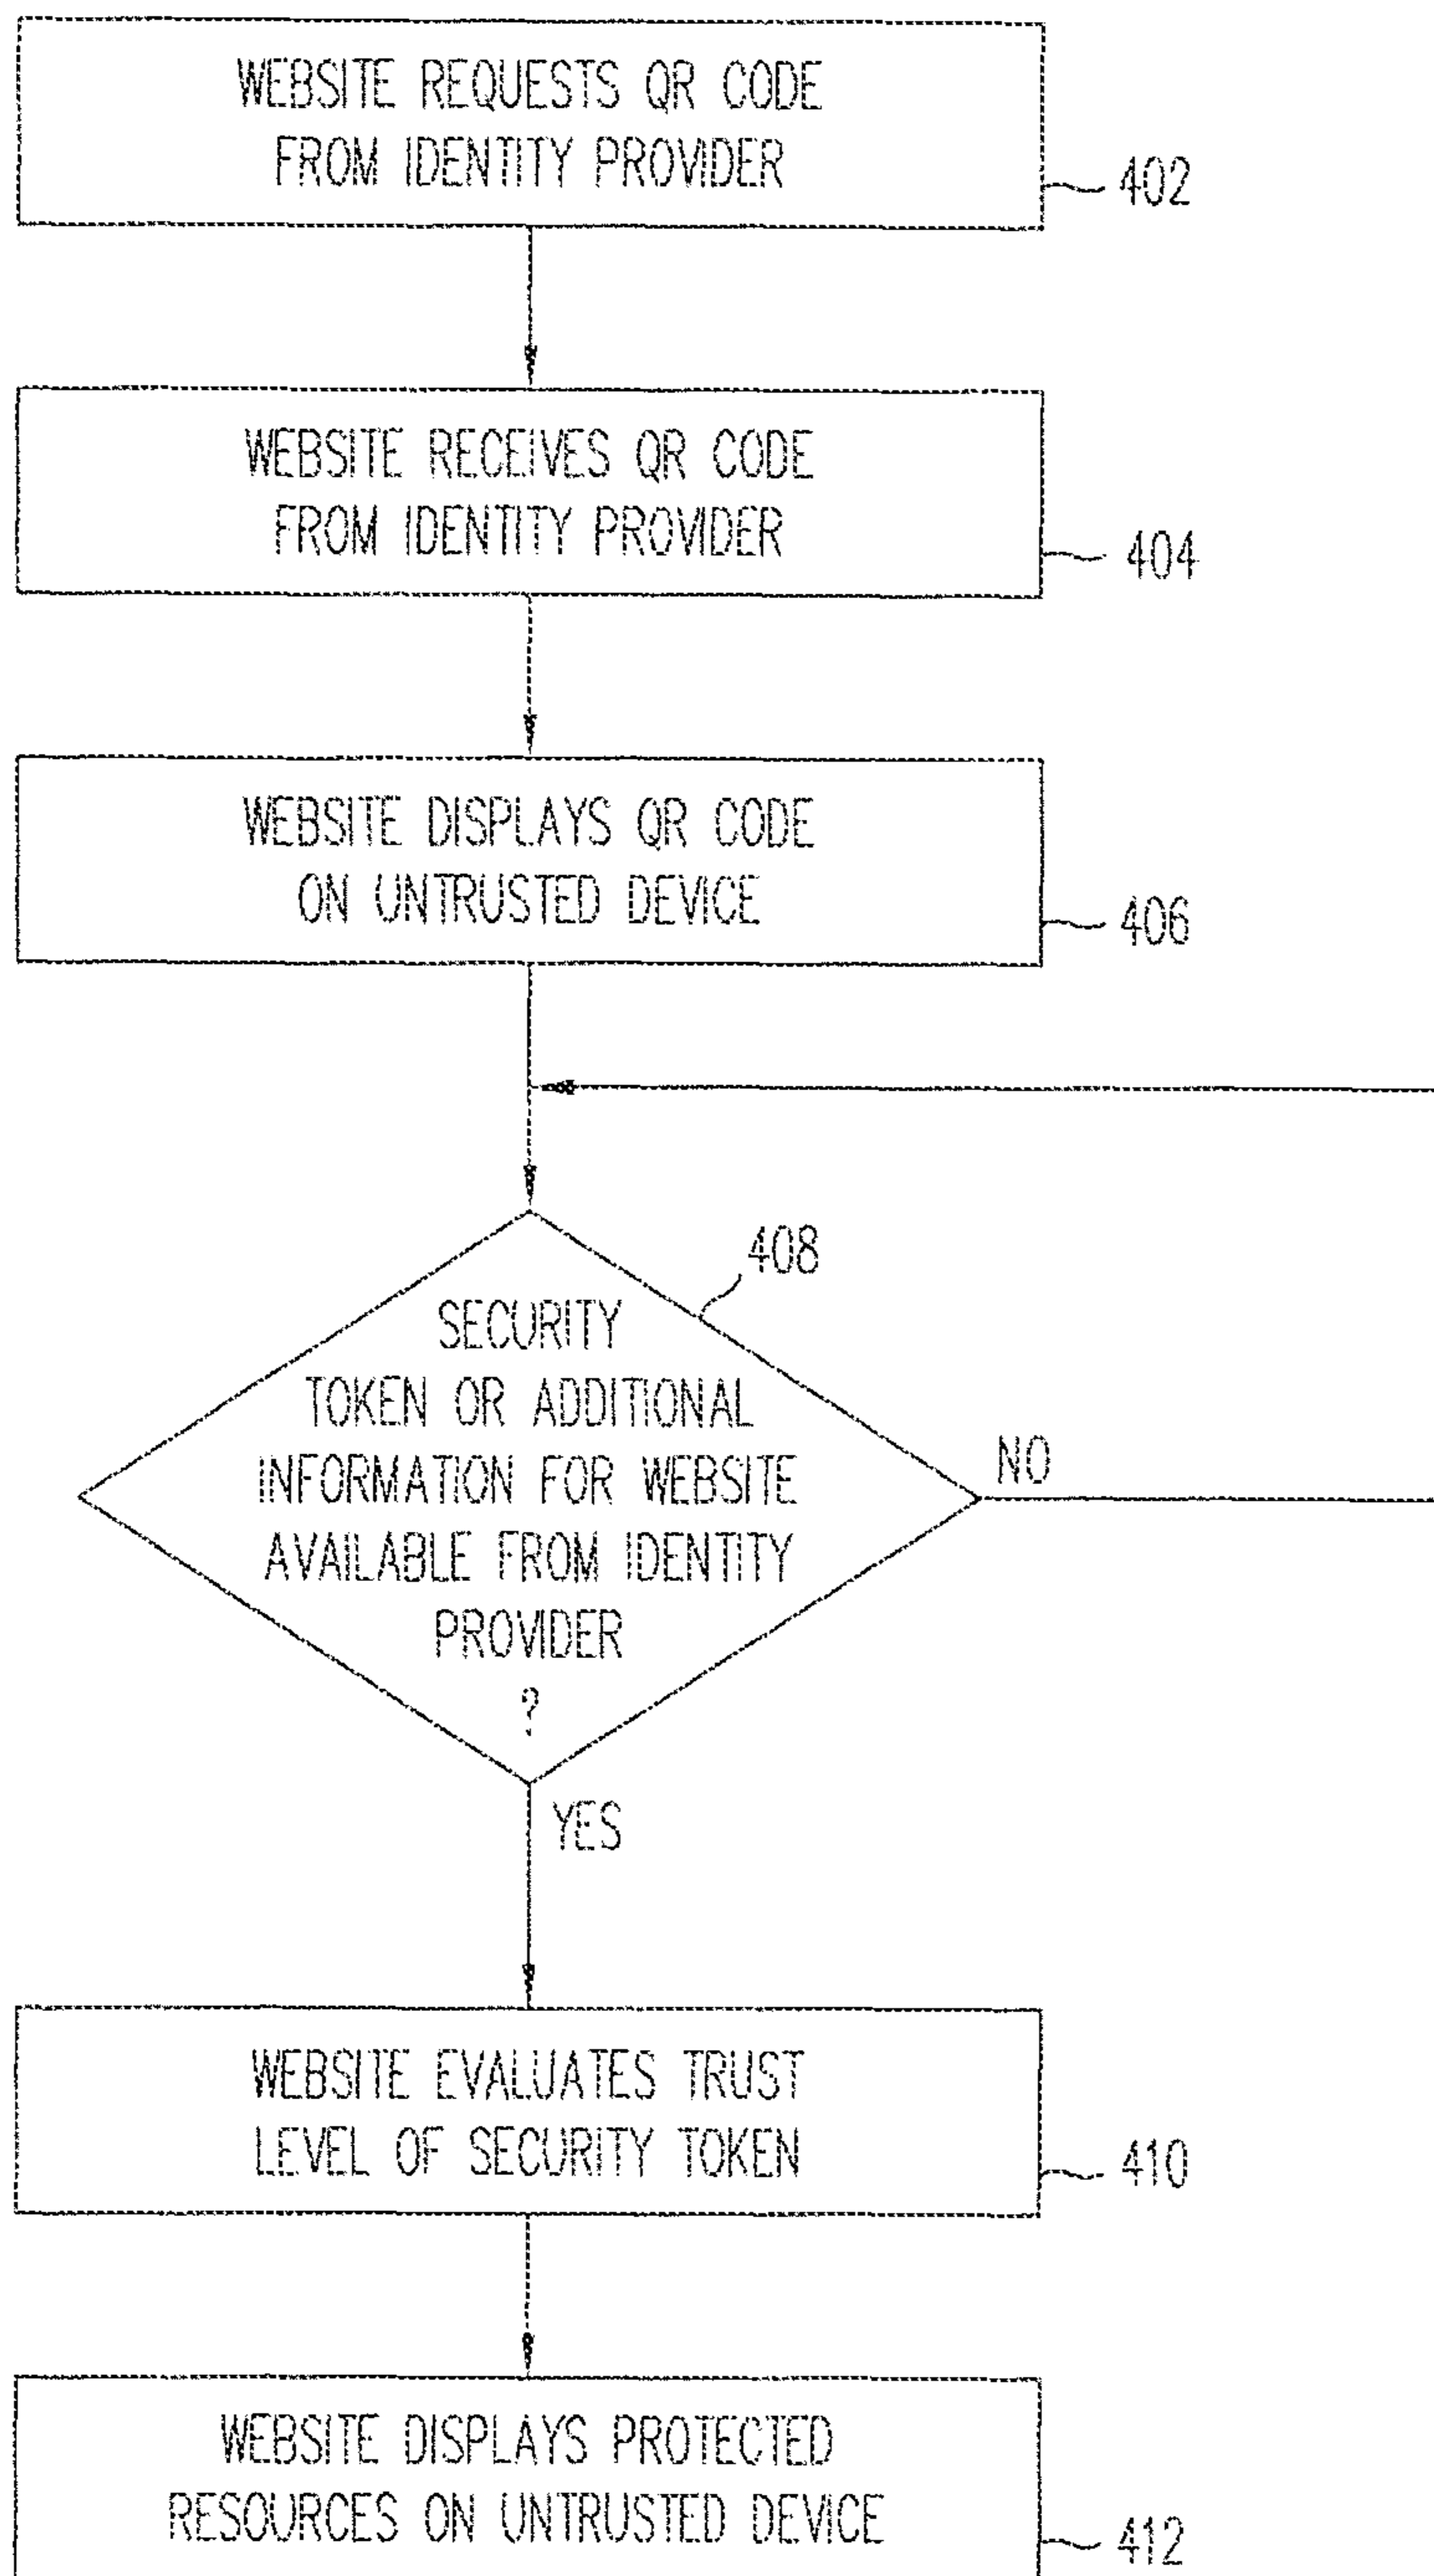 WEBSITE REQUESTS QR CODE
FROM IDENTITY PROVIDER
402
WEBSITE RECEIVES QR CODE
FROM IDENTITY PROVIDER
404
WEBSITE DISPLAYS QR CODE
ON UNTRUSTED DEVICE
406
408
SECURITY
TOKEN OR ADDITIONAL
INFORMATION FOR WEBSITE
AVAILABLE FROM IDENTITY
PROVIDER
?
NO
YES
WEBSITE EVALUATES TRUST
LEVEL OF SECURITY TOKEN
410
WEBSITE DISPLAYS PROTECTED
RESOURCES ON UNTRUSTED DEVICE
412